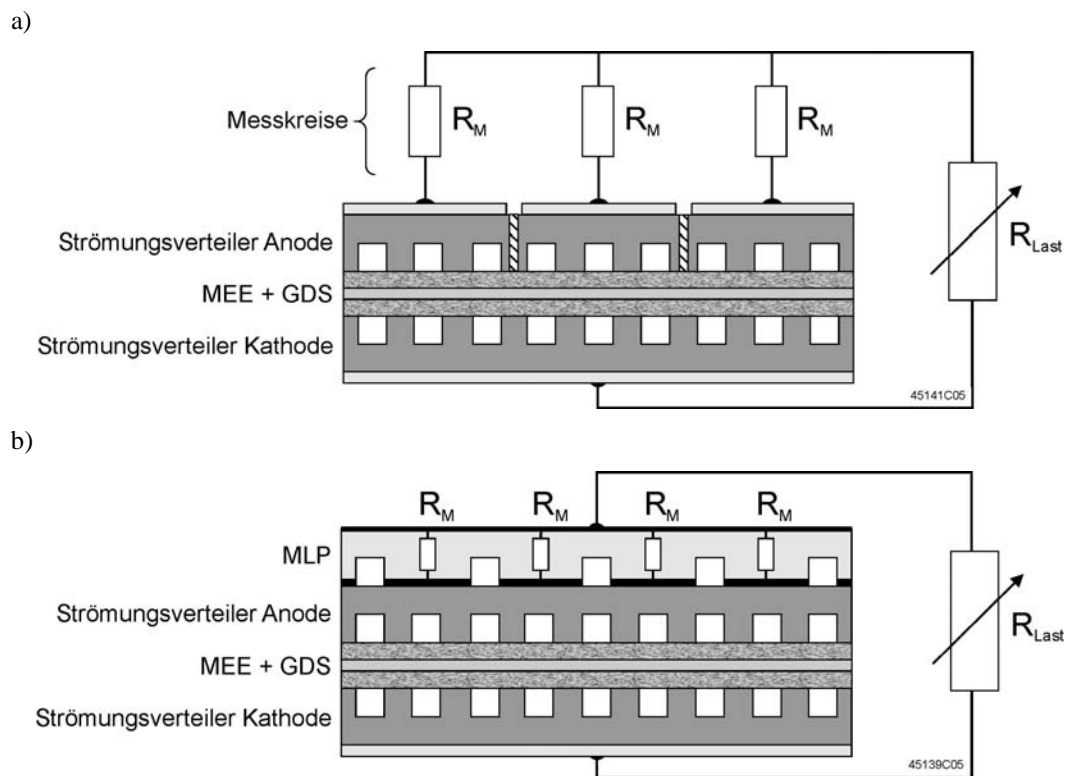 a)
Messkreise
R_M
R_M
R_M
R_Last
Strömungsverteiler Anode
MEE + GDS
Strömungsverteiler Kathode
45141C05
b)
R_M
R_M
R_M
R_M
MLP
Strömungsverteiler Anode
R_Last
MEE + GDS
Strömungsverteiler Kathode
45139C05